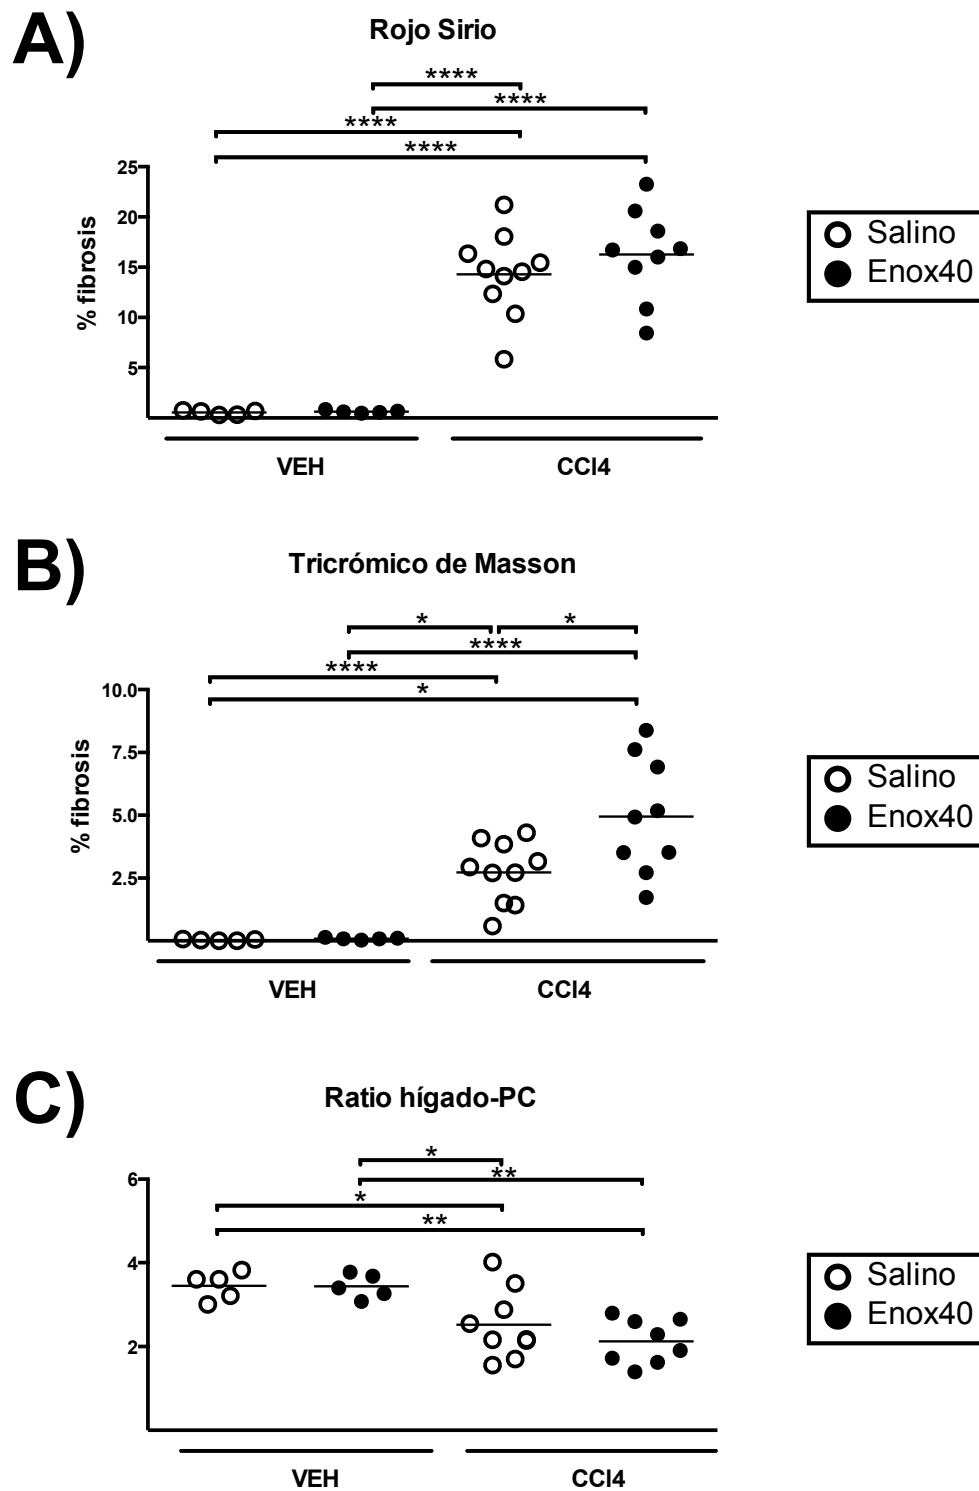 A)
Rojo Sirio
****
****
****
****
25
20
15
10
5
% fibrosis
VEH
CCl4
Salino
Enox40
B)
Tricrómico de Masson
*
*
****
****
*
10.0
7.5
5.0
2.5
% fibrosis
VEH
CCl4
Salino
Enox40
C)
Ratio hígado-PC
*
**
*
**
6
4
2
VEH
CCl4
Salino
Enox40